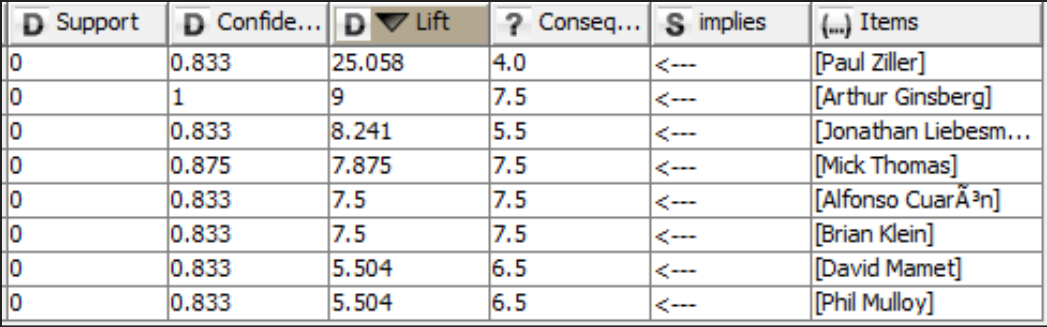 D Support D Confide... D Lift ? Conseq... S implies {...} Items
0 0.833 25.058 4.0 <--- [Paul Ziller]
0 1 9 7.5 <--- [Arthur Ginsberg]
0 0.833 8.241 5.5 <--- [Jonathan Liebesm...
0 0.875 7.875 7.5 <--- [Mick Thomas]
0 0.833 7.5 7.5 <--- [Alfonso CuarÃ³n]
0 0.833 7.5 7.5 <--- [Brian Klein]
0 0.833 5.504 6.5 <--- [David Mamet]
0 0.833 5.504 6.5 <--- [Phil Mulloy]